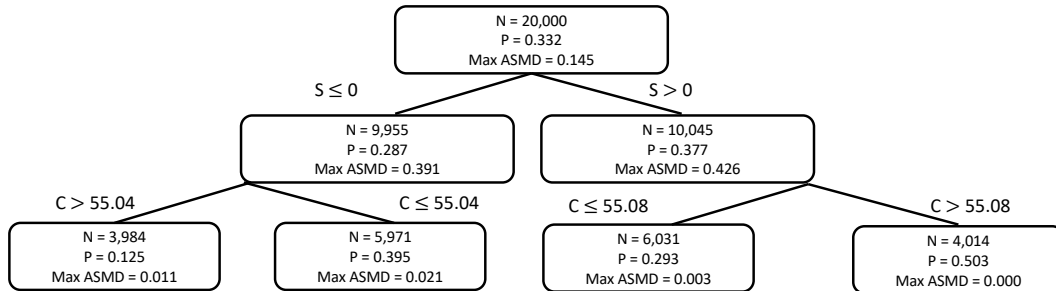 N = 20,000
P = 0.332
Max ASMD = 0.145
S ≤ 0
S > 0
N = 9,955
P = 0.287
Max ASMD = 0.391
N = 10,045
P = 0.377
Max ASMD = 0.426
C > 55.04
C ≤ 55.04
C ≤ 55.08
C > 55.08
N = 3,984
P = 0.125
Max ASMD = 0.011
N = 5,971
P = 0.395
Max ASMD = 0.021
N = 6,031
P = 0.293
Max ASMD = 0.003
N = 4,014
P = 0.503
Max ASMD = 0.000